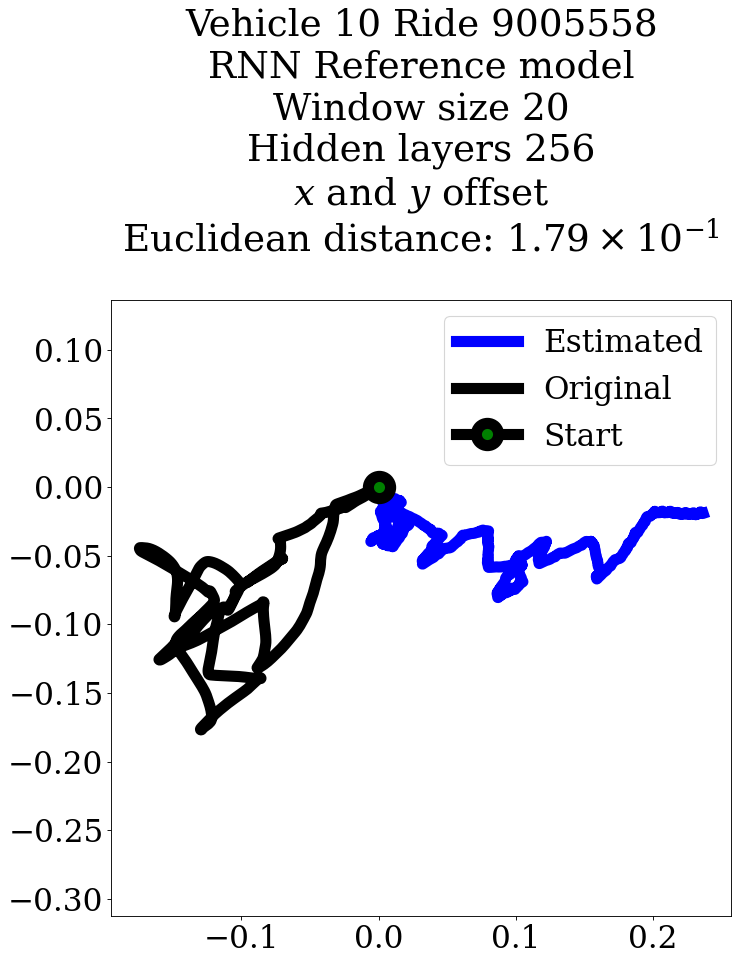 Vehicle 10 Ride 9005558
RNN Reference model
Window size 20
Hidden layers 256
x and y offset
Euclidean distance: 1.79 × 10⁻¹
Estimated
Original
Start
0.10
0.05
0.00
−0.05
−0.10
−0.15
−0.20
−0.25
−0.30
−0.1 0.0 0.1 0.2